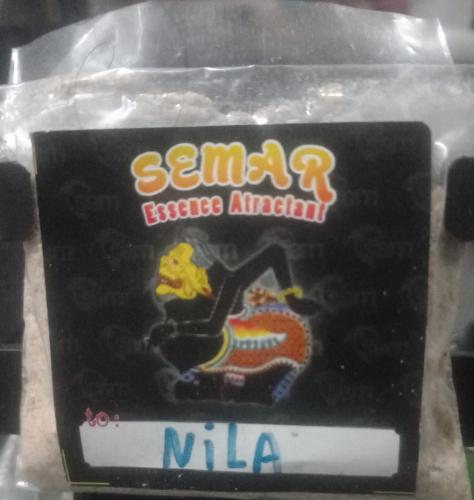 SEMAR
Essence Atractant
to:
NiLA